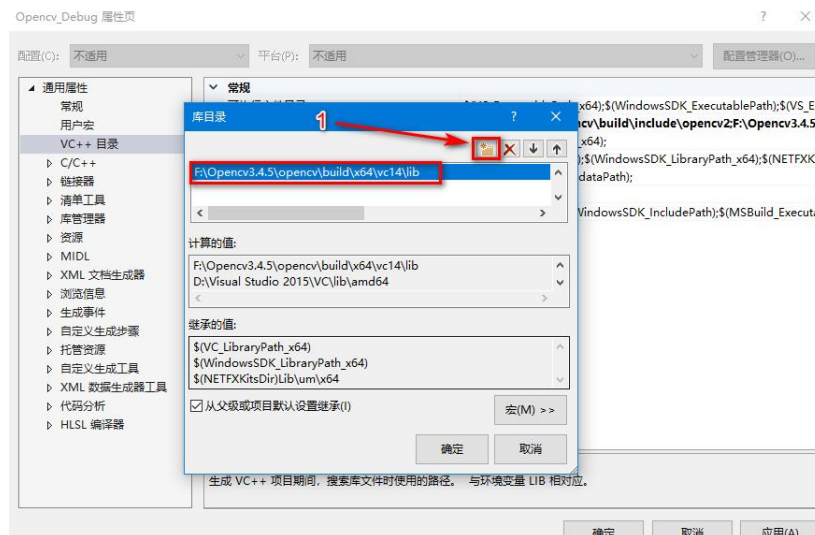 Opencv_Debug 属性页
? ×
配置(C): 不适用 平台(P): 不适用 配置管理器(O)...
通用属性
常规
用户宏
VC++ 目录
C/C++
链接器
清单工具
库管理器
资源
MIDL
XML 文档生成器
浏览信息
生成事件
自定义生成步骤
托管资源
自定义生成工具
XML 数据生成器工具
代码分析
HLSL 编译器
常规
x64);$(WindowsSDK_ExecutablePath);$(VS_E
cv\build\include\opencv2;F:\Opencv3.4.5
_x64);
);$(WindowsSDK_LibraryPath_x64);$(NETFXK
dataPath);
WindowsSDK_IncludePath);$(MSBuild_Execut
库目录
? ×
1
F:\Opencv3.4.5\opencv\build\x64\vc14\lib
计算的值:
F:\Opencv3.4.5\opencv\build\x64\vc14\lib
D:\Visual Studio 2015\VC\lib\amd64
继承的值:
$(VC_LibraryPath_x64)
$(WindowsSDK_LibraryPath_x64)
$(NETFXKitsDir)Lib\um\x64
从父级或项目默认设置继承(I)
宏(M) >>
确定 取消
生成 VC++ 项目期间，搜索库文件时使用的路径。 与环境变量 LIB 相对应。
确定 取消 应用(A)